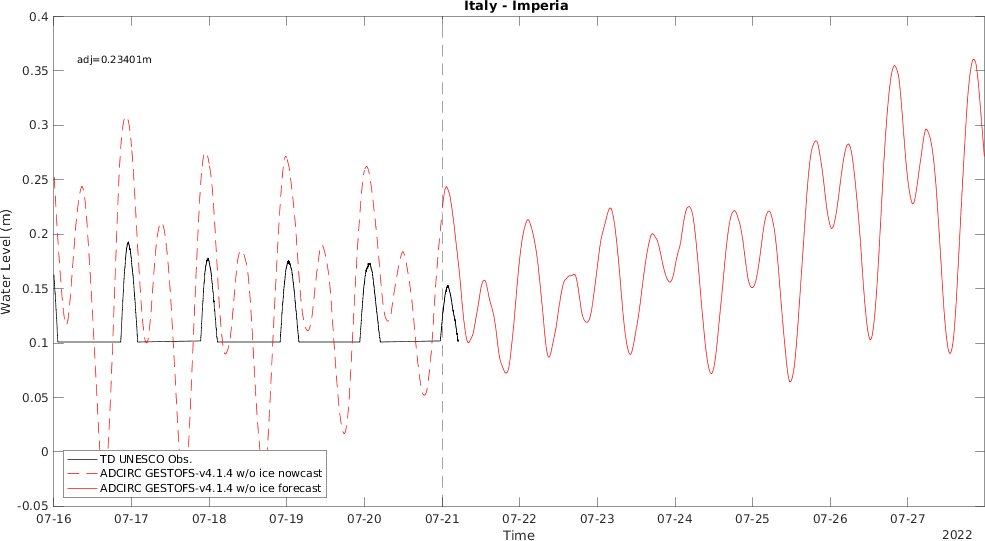 Italy - Imperia
adj=0.23401m
Water Level (m)
0.4
0.35
0.3
0.25
0.2
0.15
0.1
0.05
0
-0.05
TD UNESCO Obs.
ADCIRC GESTOFS-v4.1.4 w/o ice nowcast
ADCIRC GESTOFS-v4.1.4 w/o ice forecast
07-16 07-17 07-18 07-19 07-20 07-21 07-22 07-23 07-24 07-25 07-26 07-27
Time
2022